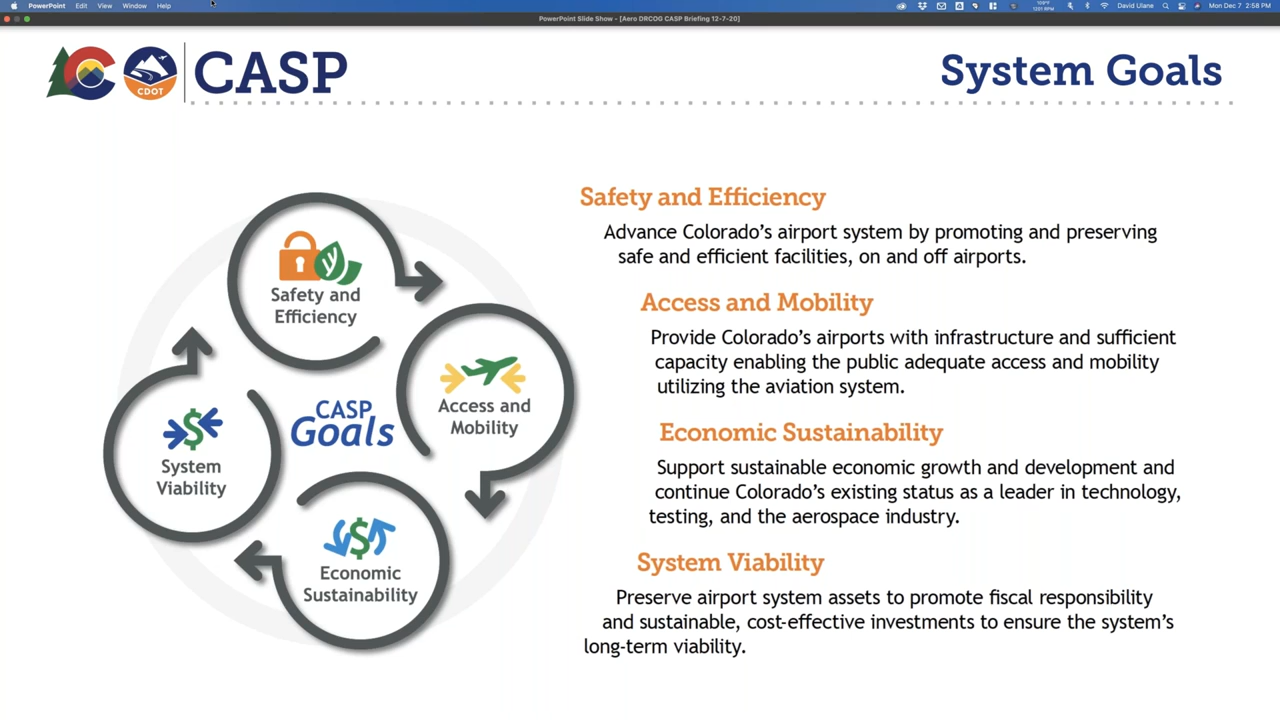 PowerPoint Edit View Window Help
109°F
1201 RPM
David Ulane
Mon Dec 7 2:58 PM
PowerPoint Slide Show - [Aero DRCOG CASP Briefing 12-7-20]
CDOT
CASP
System Goals
Safety and
Efficiency
Access and
Mobility
CASP
Goals
System
Viability
Economic
Sustainability
Safety and Efficiency
Advance Colorado's airport system by promoting and preserving
safe and efficient facilities, on and off airports.
Access and Mobility
Provide Colorado's airports with infrastructure and sufficient
capacity enabling the public adequate access and mobility
utilizing the aviation system.
Economic Sustainability
Support sustainable economic growth and development and
continue Colorado's existing status as a leader in technology,
testing, and the aerospace industry.
System Viability
Preserve airport system assets to promote fiscal responsibility
and sustainable, cost-effective investments to ensure the system's
long-term viability.